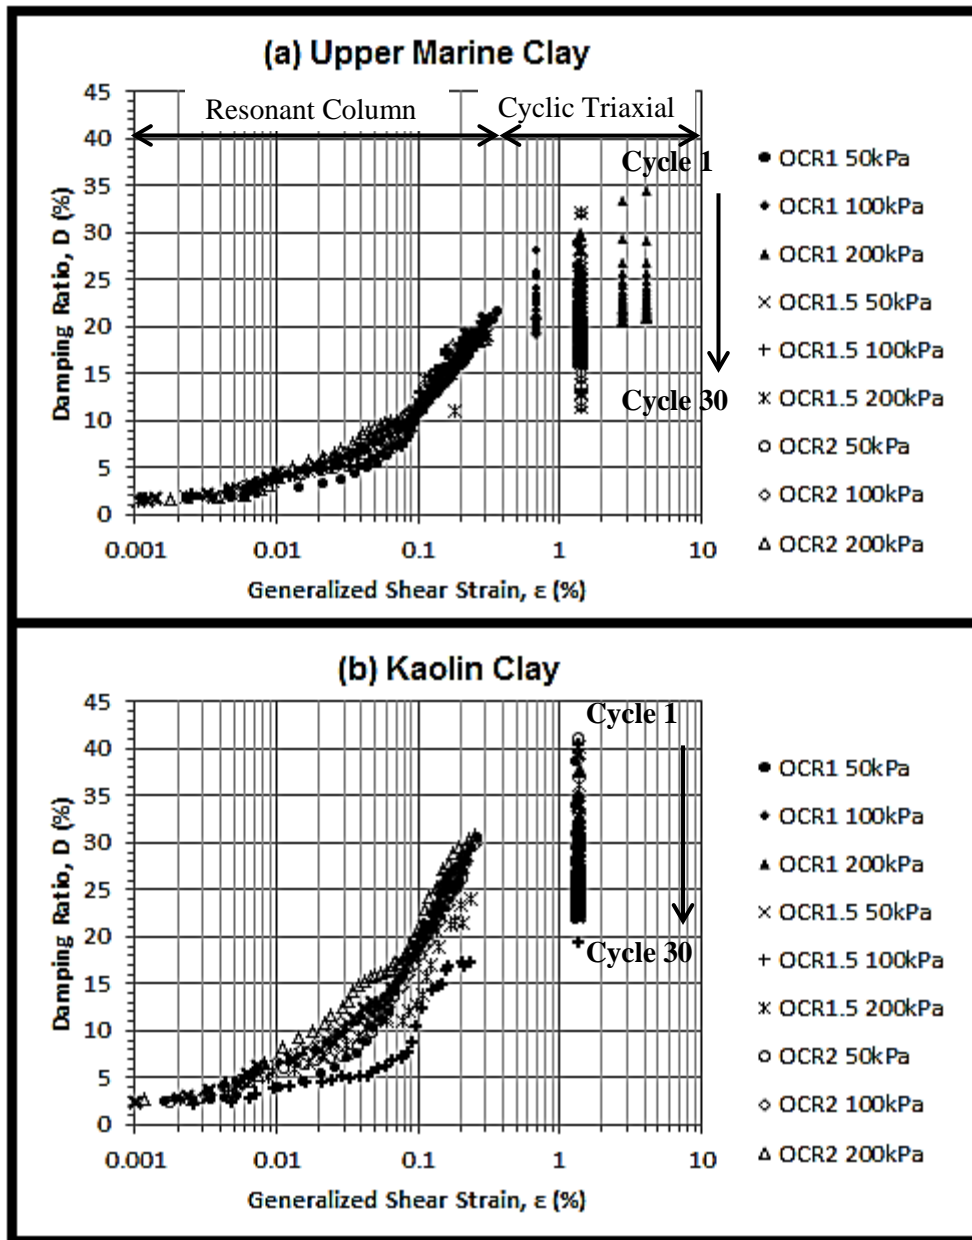 (a) Upper Marine Clay
Resonant Column
Cyclic Triaxial
Cycle 1
Cycle 30
45
40
35
30
25
20
15
10
5
0
Damping Ratio, D (%)
0.001 0.01 0.1 1 10
Generalized Shear Strain, ε (%)
OCR1 50kPa
OCR1 100kPa
OCR1 200kPa
OCR1.5 50kPa
OCR1.5 100kPa
OCR1.5 200kPa
OCR2 50kPa
OCR2 100kPa
OCR2 200kPa
(b) Kaolin Clay
Cycle 1
Cycle 30
45
40
35
30
25
20
15
10
5
0
Damping Ratio, D (%)
0.001 0.01 0.1 1 10
Generalized Shear Strain, ε (%)
OCR1 50kPa
OCR1 100kPa
OCR1 200kPa
OCR1.5 50kPa
OCR1.5 100kPa
OCR1.5 200kPa
OCR2 50kPa
OCR2 100kPa
OCR2 200kPa